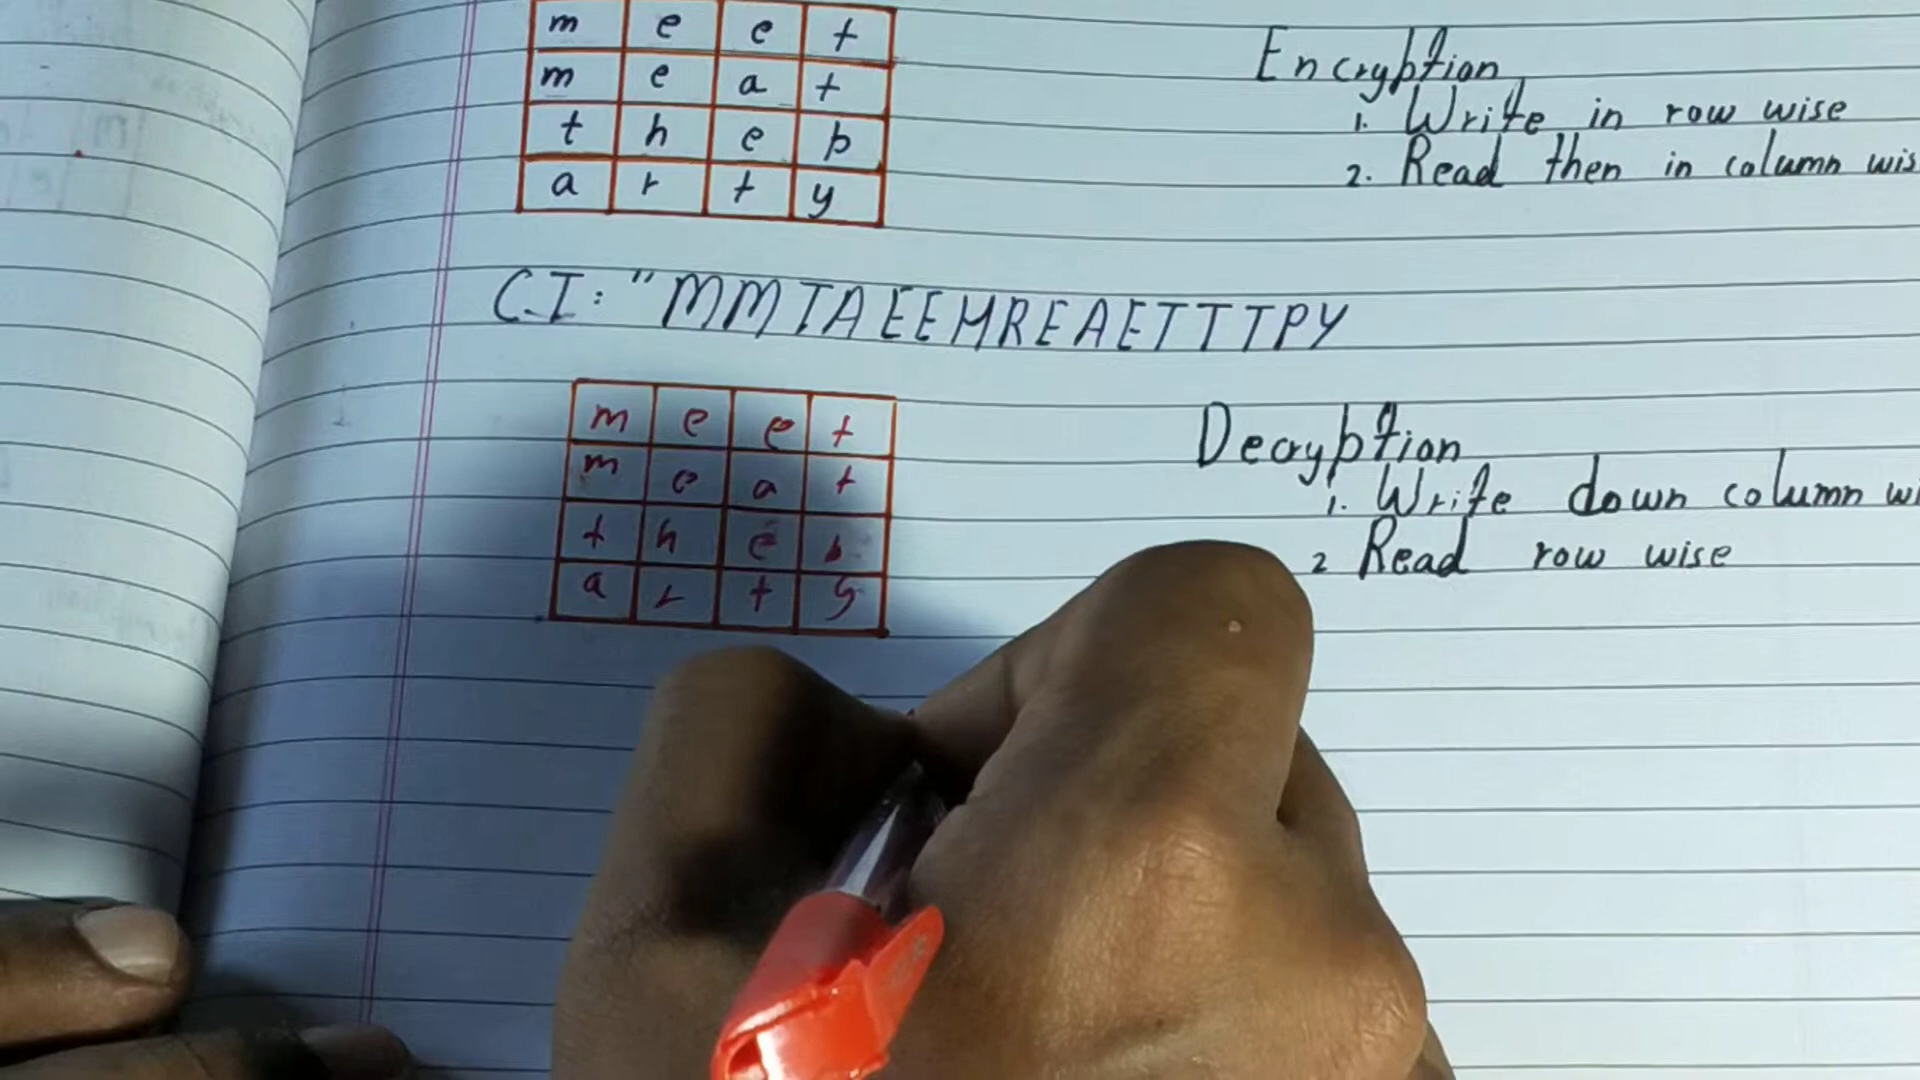 m e e t
m e a t
t h e p
a r t y
Encryption
1. Write in row wise
2. Read then in column wis
C.T: "MMTAEEHREAETTTPY
m e e t
m e a t
t h e p
a r t y
Decryption
1. Write down column wi
2 Read row wise